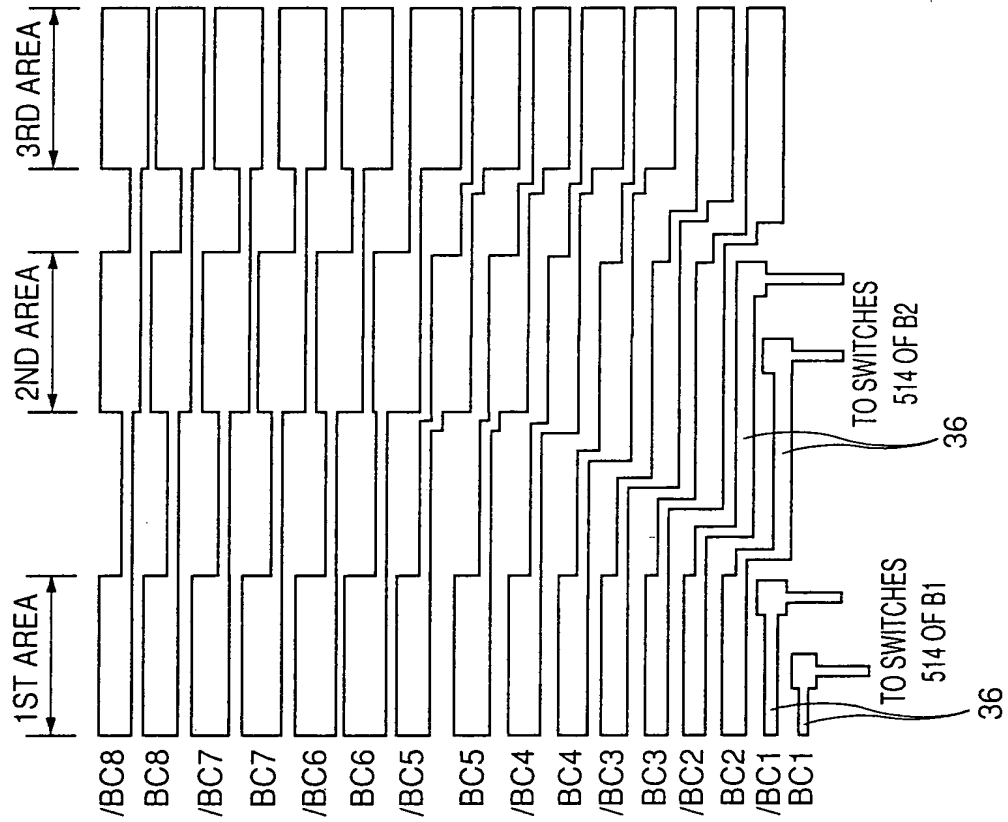 1ST AREA
2ND AREA
3RD AREA
/BC8
BC8
/BC7
BC7
/BC6
BC6
/BC5
BC5
/BC4
BC4
/BC3
BC3
/BC2
BC2
/BC1
BC1
TO SWITCHES
514 OF B1
TO SWITCHES
514 OF B2
36
36